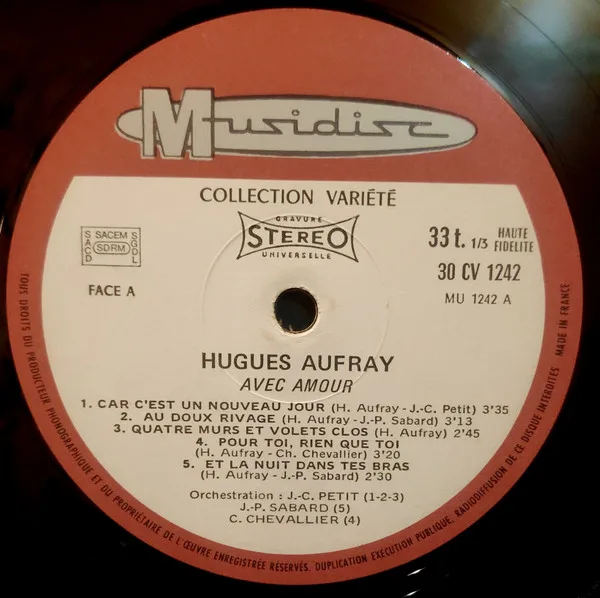 Musidisc
COLLECTION VARIÉTÉ
GRAVURE
STEREO
UNIVERSELLE
SACD SACEM SGDL
SDRM
33 t. 1/3 HAUTE FIDELITE
30 CV 1242
FACE A
MU 1242 A
HUGUES AUFRAY
AVEC AMOUR
1. CAR C'EST UN NOUVEAU JOUR (H. Aufray - J.-C. Petit) 3'35
2. AU DOUX RIVAGE (H. Aufray - J.-P. Sabard) 3'13
3. QUATRE MURS ET VOLETS CLOS (H. Aufray) 2'45
4. POUR TOI, RIEN QUE TOI
(H. Aufray - Ch. Chevallier) 3'20
5. ET LA NUIT DANS TES BRAS
(H. Aufray - J.-P. Sabard) 2'30
Orchestration : J.-C. PETIT (1-2-3)
J.-P. SABARD (5)
C. CHEVALLIER (4)
TOUS DROITS DU PRODUCTEUR PHONOGRAPHIQUE ET DU PROPRIÉTAIRE DE L'ŒUVRE ENREGISTRÉE RÉSERVÉS. DUPLICATION EXÉCUTION PUBLIQUE, RADIODIFFUSION DE CE DISQUE INTERDITES
MADE IN FRANCE